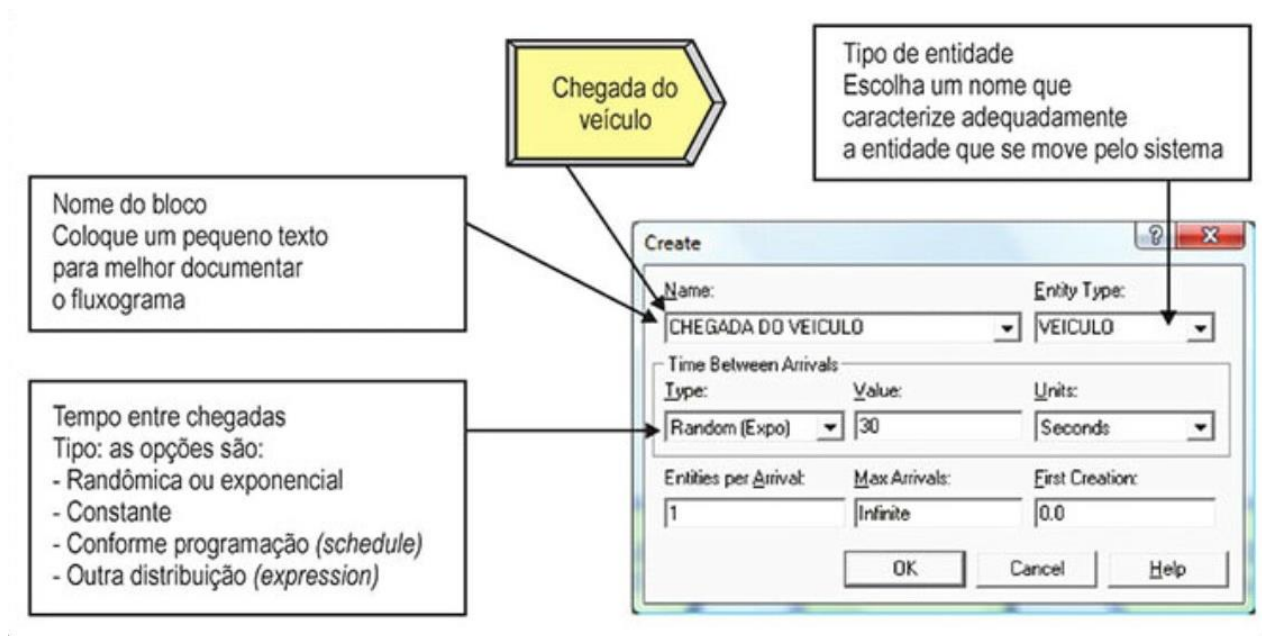 Chegada do
veículo
Tipo de entidade
Escolha um nome que
caracterize adequadamente
a entidade que se move pelo sistema
Nome do bloco
Coloque um pequeno texto
para melhor documentar
o fluxograma
Tempo entre chegadas
Tipo: as opções são:
- Randômica ou exponencial
- Constante
- Conforme programação (schedule)
- Outra distribuição (expression)
Create
? X
Name: Entity Type:
CHEGADA DO VEICULO VEICULO
Time Between Arrivals
Type: Value: Units:
Random (Expo) 30 Seconds
Entities per Arrival: Max Arrivals: First Creation:
1 Infinite 0.0
OK Cancel Help